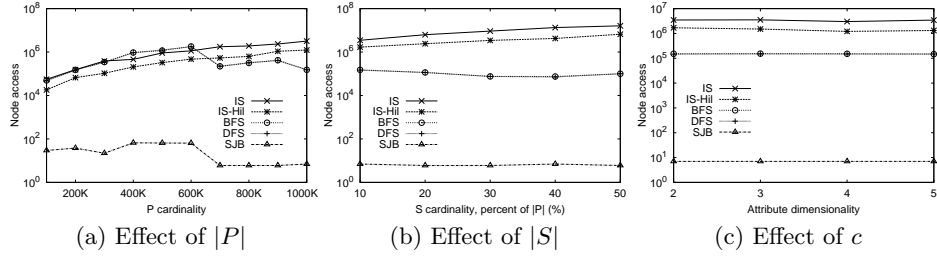 Node access
10^8
10^6
10^4
10^2
10^0
IS
IS-Hil
BFS
DFS
SJB
200K 400K 600K 800K 1000K
P cardinality
(a) Effect of |P|
Node access
10^8
10^6
10^4
10^2
10^0
IS
IS-Hil
BFS
DFS
SJB
10 20 30 40 50
S cardinality, percent of |P| (%)
(b) Effect of |S|
Node access
10^7
10^6
10^5
10^4
10^3
10^2
10^1
10^0
IS
IS-Hil
BFS
DFS
SJB
2 3 4 5
Attribute dimensionality
(c) Effect of c